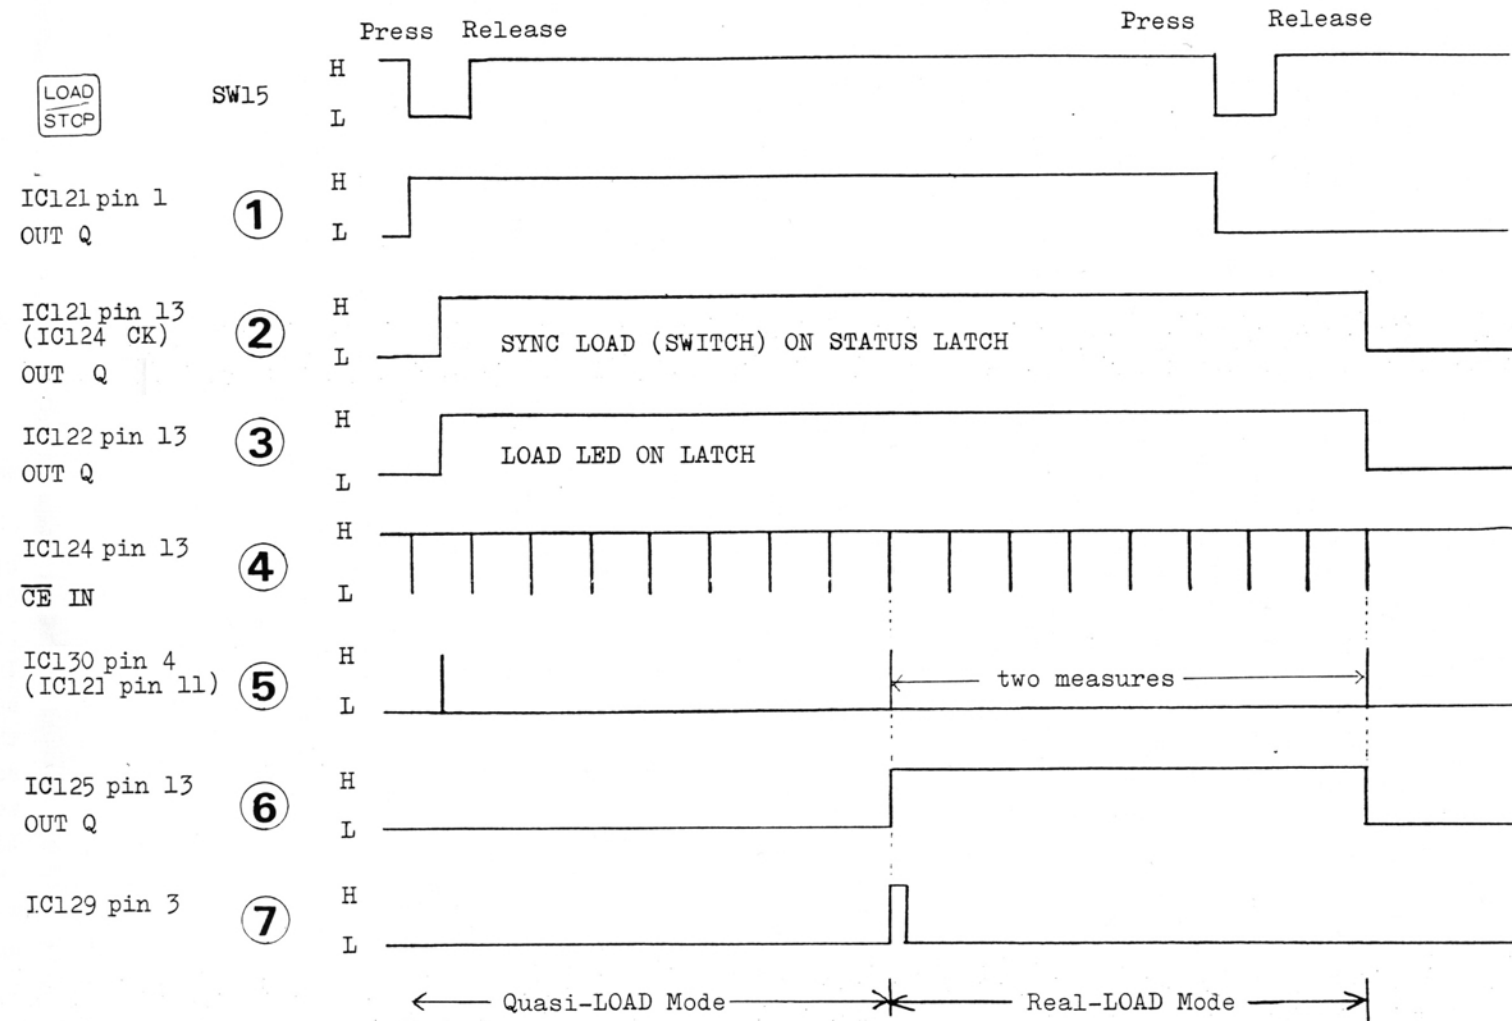 Press Release Press Release
LOAD
STOP
SW15
H
L
IC121 pin 1
OUT Q
1
H
L
IC121 pin 13
(IC124 CK)
OUT Q
2
H
L
SYNC LOAD (SWITCH) ON STATUS LATCH
IC122 pin 13
OUT Q
3
H
L
LOAD LED ON LATCH
IC124 pin 13
CE IN
4
H
L
IC130 pin 4
(IC121 pin 11)
5
H
L
two measures
IC125 pin 13
OUT Q
6
H
L
IC129 pin 3
7
H
L
Quasi-LOAD Mode Real-LOAD Mode